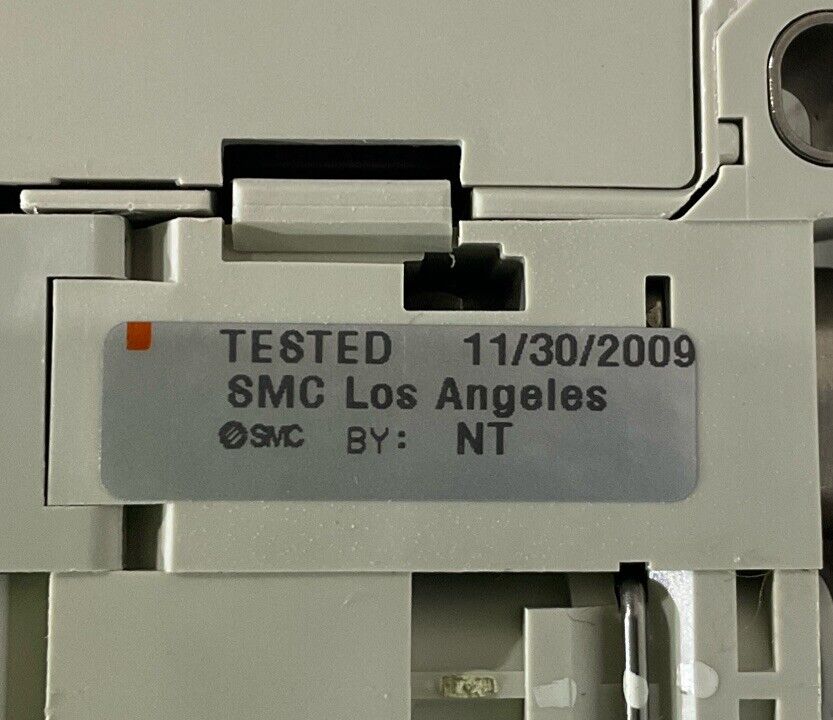 TESTED 11/30/2009
SMC Los Angeles
SMC BY: NT